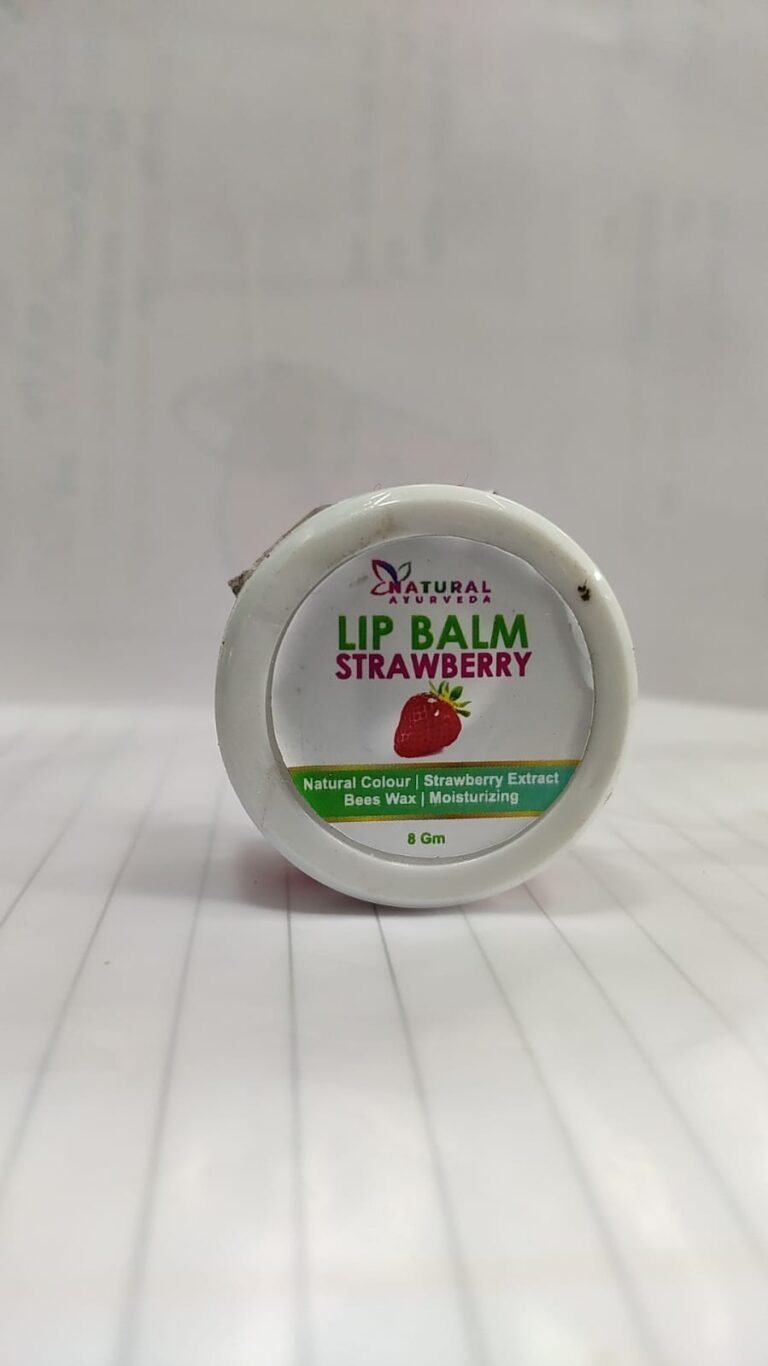 NATURAL
AYURVEDA
LIP BALM
STRAWBERRY
Natural Colour | Strawberry Extract
Bees Wax | Moisturizing
8 Gm